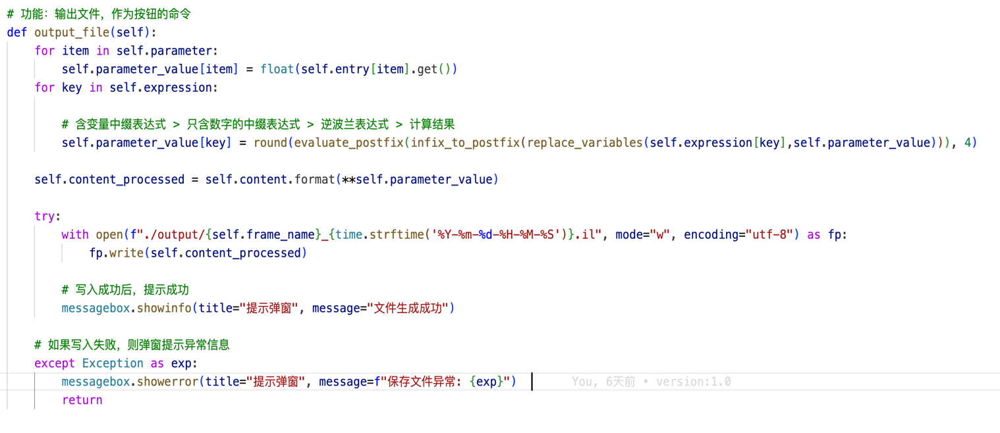 # 功能：输出文件，作为按钮的命令
def output_file(self):
    for item in self.parameter:
        self.parameter_value[item] = float(self.entry[item].get())
    for key in self.expression:
        # 含变量中缀表达式 > 只含数字的中缀表达式 > 逆波兰表达式 > 计算结果
        self.parameter_value[key] = round(evaluate_postfix(infix_to_postfix(replace_variables(self.expression[key],self.parameter_value))), 4)
    self.content_processed = self.content.format(**self.parameter_value)
    try:
        with open(f"./output/{self.frame_name}_{time.strftime('%Y-%m-%d-%H-%M-%S')}.il", mode="w", encoding="utf-8") as fp:
            fp.write(self.content_processed)
        # 写入成功后，提示成功
        messagebox.showinfo(title="提示弹窗", message="文件生成成功")
    # 如果写入失败，则弹窗提示异常信息
    except Exception as exp:
        messagebox.showerror(title="提示弹窗", message=f"保存文件异常: {exp}") You, 6天前 • version:1.0
        return